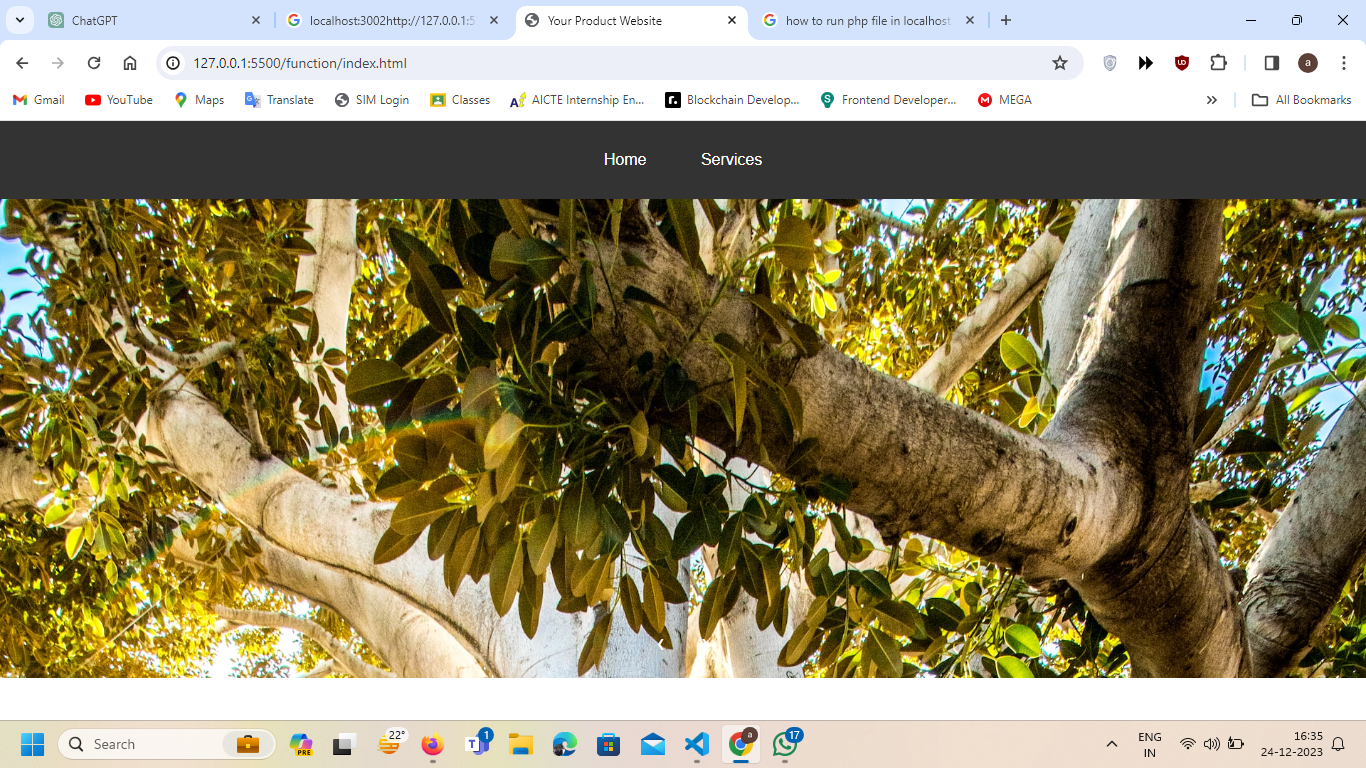 ChatGPT
localhost:3002http://127.0.0.1:5
Your Product Website
how to run php file in localhost
127.0.0.1:5500/function/index.html
a
Gmail
YouTube
Maps
Translate
SIM Login
Classes
AICTE Internship En...
Blockchain Develop...
Frontend Developer...
MEGA
»
All Bookmarks
Home
Services
Search
PRE
22°
1
a
17
ENG
IN
16:35
24-12-2023